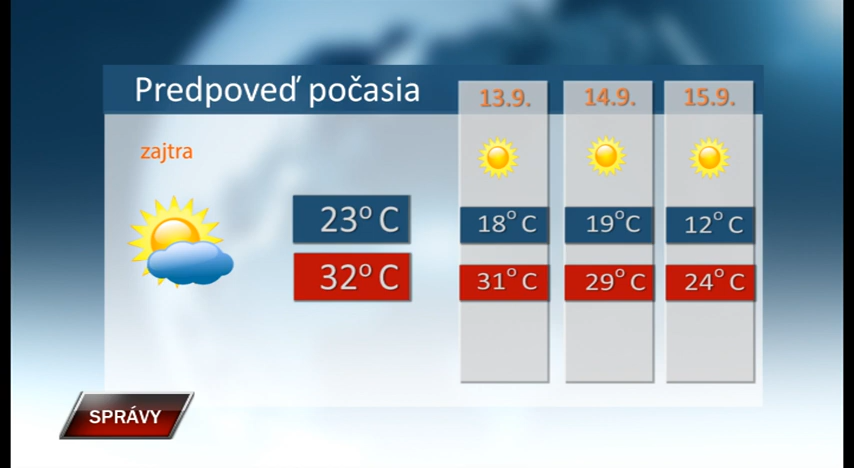 Predpoveď počasia
zajtra
23° C
32° C
13.9.
18° C
31° C
14.9.
19°C
29° C
15.9.
12° C
24° C
SPRÁVY